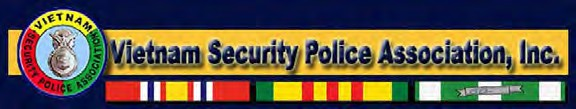 VIETNAM
SECURITY POLICE ASSOCIATION
Vietnam Security Police Association, Inc.